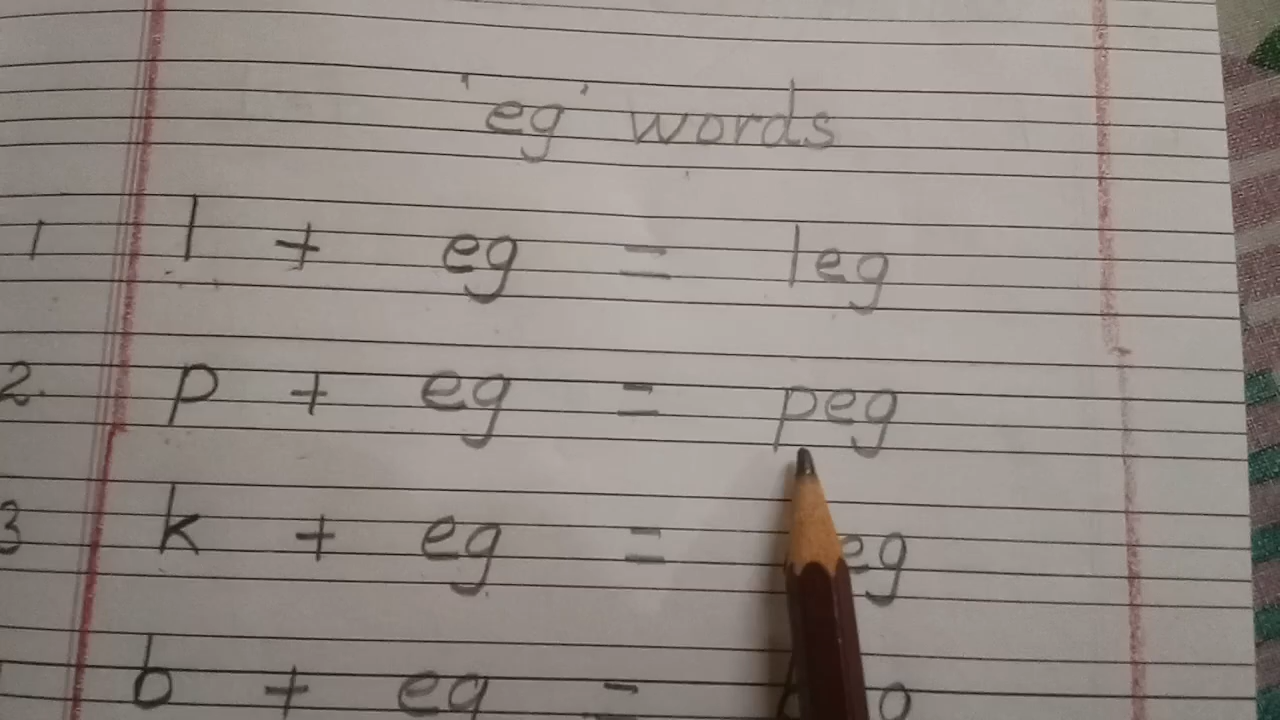 'eg' words
1 l + eg = leg
2. p + eg = peg
3 k + eg = eg
b + eg =